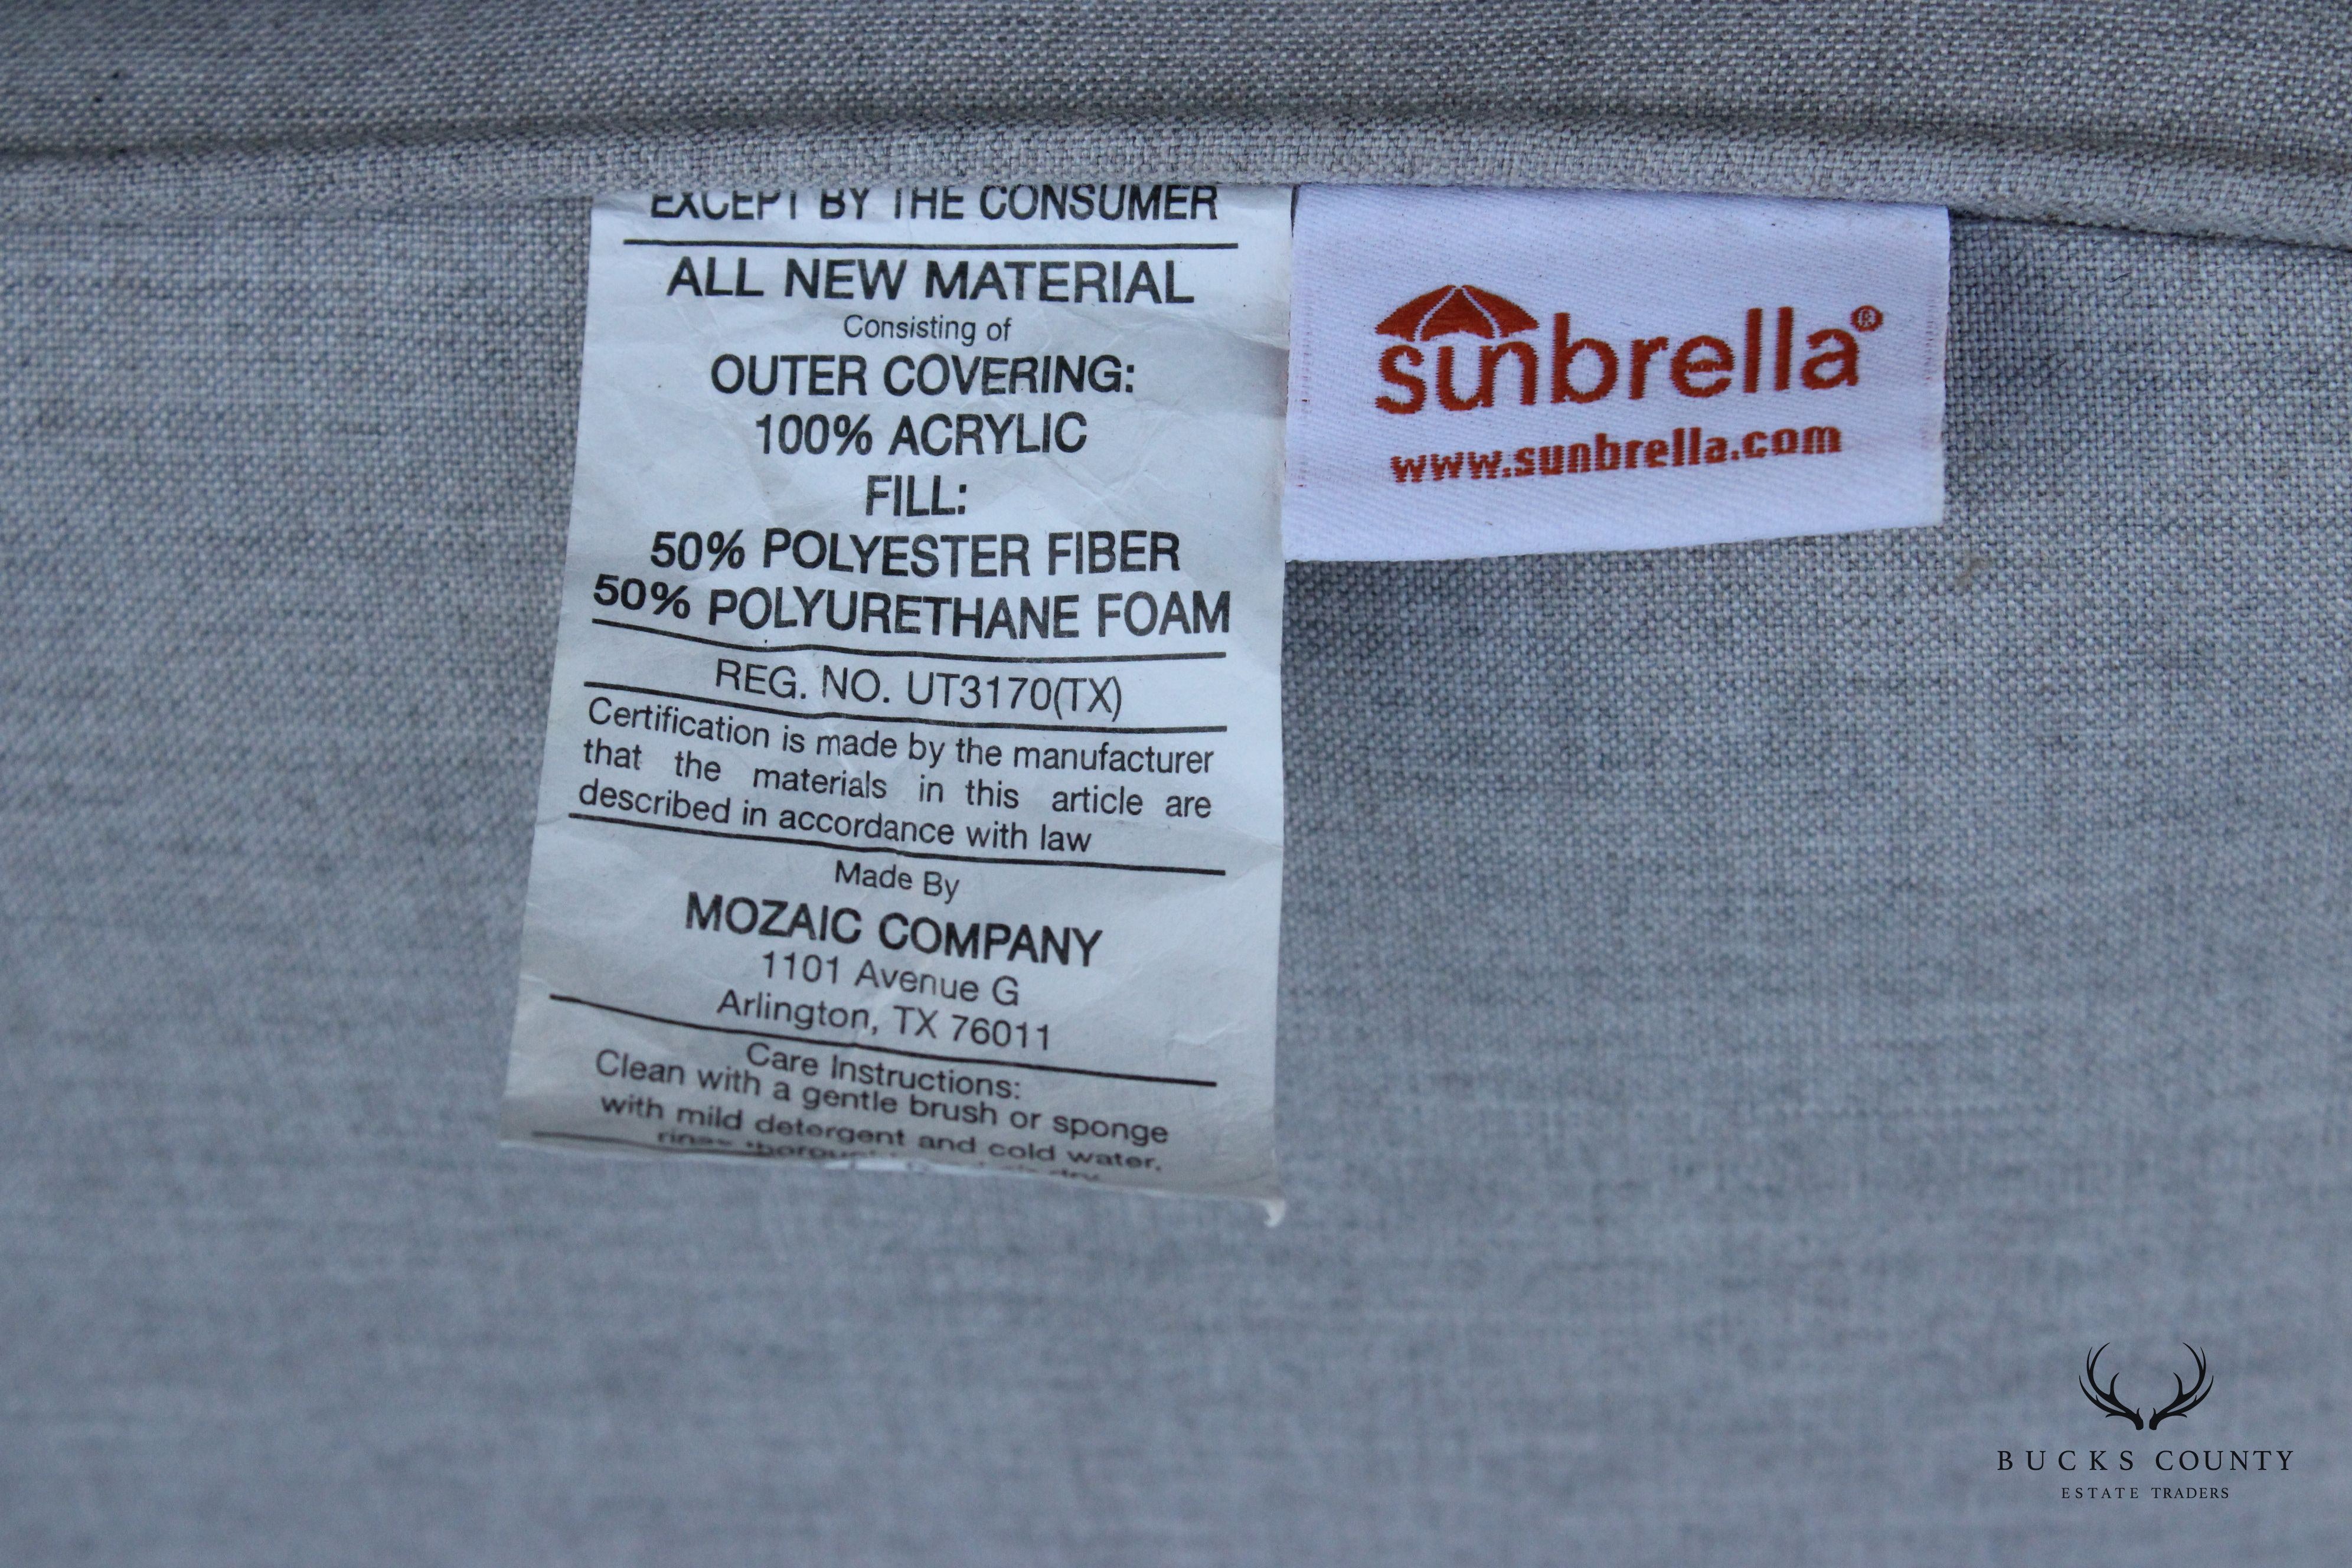 EXCEPT BY THE CONSUMER
ALL NEW MATERIAL
Consisting of
OUTER COVERING:
100% ACRYLIC
FILL:
50% POLYESTER FIBER
50% POLYURETHANE FOAM
REG. NO. UT3170(TX)
Certification is made by the manufacturer
that the materials in this article are
described in accordance with law
Made By
MOZAIC COMPANY
1101 Avenue G
Arlington, TX 76011
Care Instructions:
Clean with a gentle brush or sponge
with mild detergent and cold water.
dry
sunbrella®
www.sunbrella.com
BUCKS COUNTY
ESTATE TRADERS